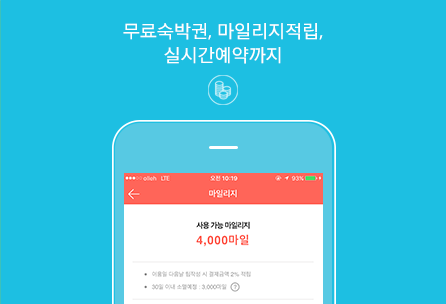 무료숙박권, 마일리지적립,
실시간예약까지
olleh LTE 오전 10:19 93%
마일리지
사용 가능 마일리지
4,000마일
이용일 다음날 팁작성 시 결제금액 2% 적립
30일 이내 소멸예정 : 3,000마일 ?